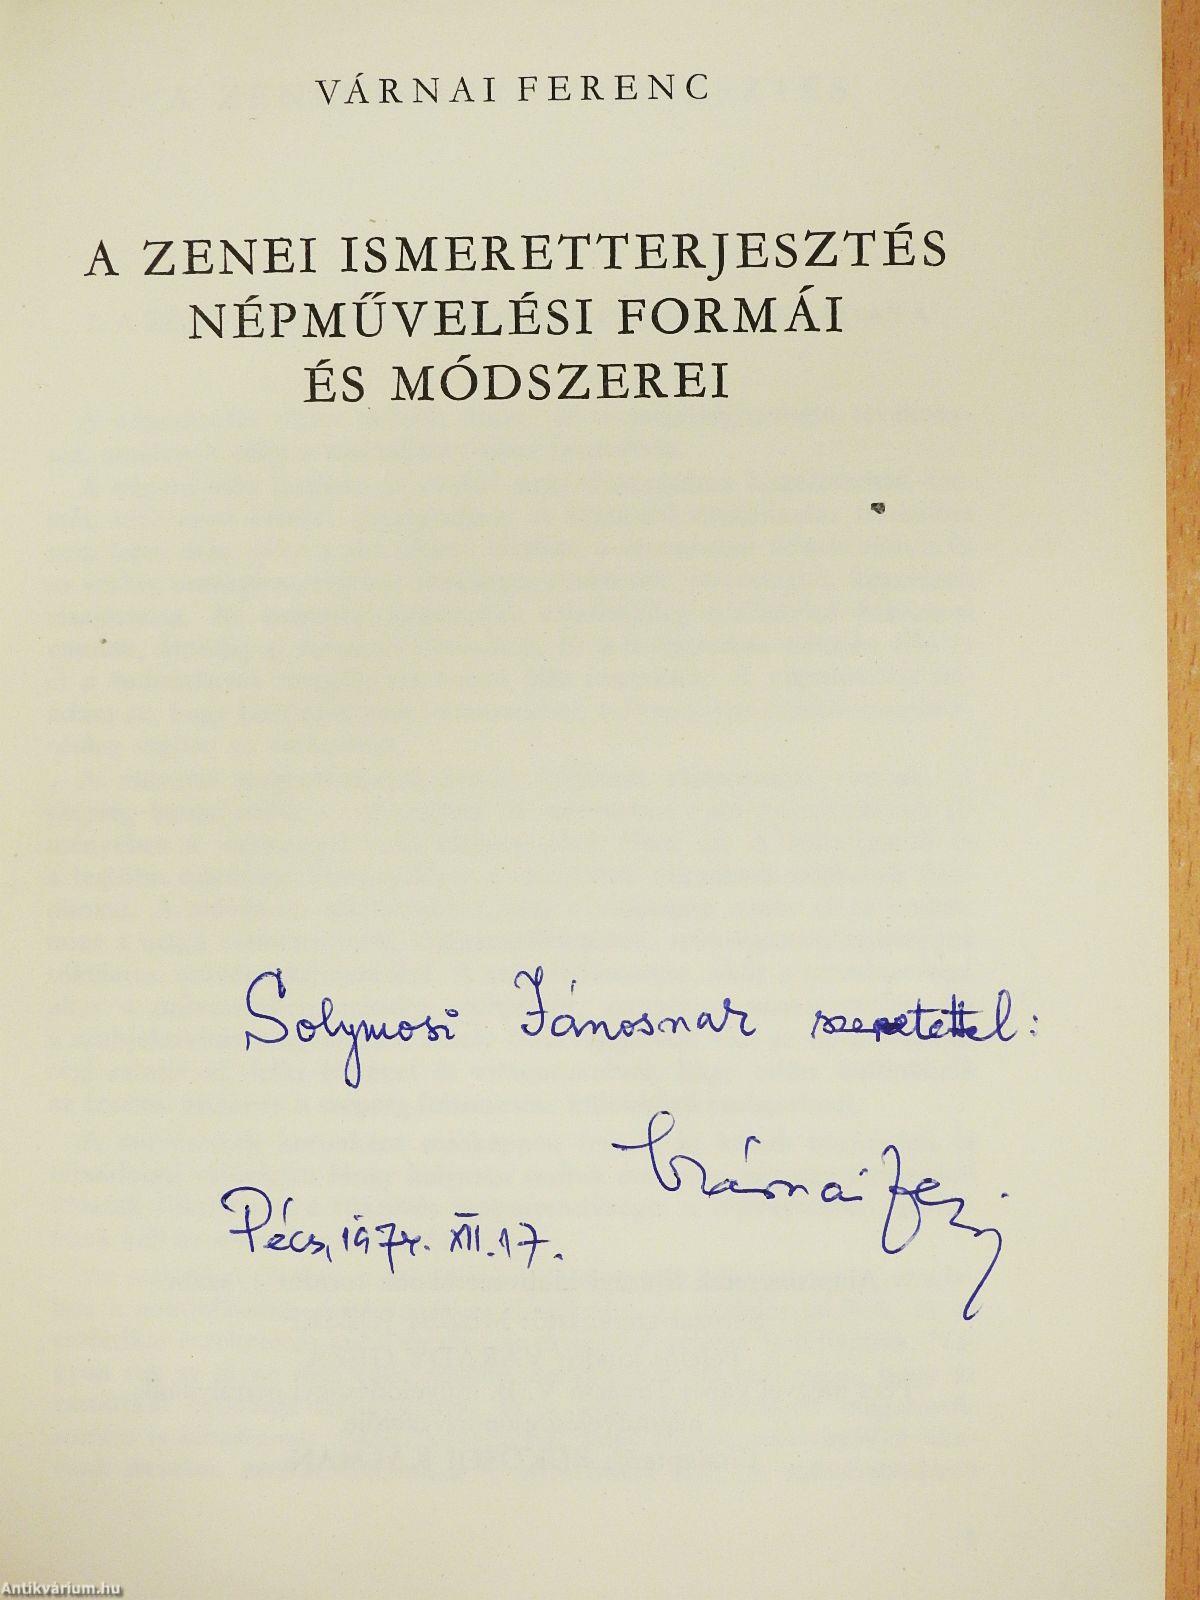 VÁRNAI FERENC
A ZENEI ISMERETTERJESZTÉS
NÉPMŰVELÉSI FORMÁI
ÉS MÓDSZEREI
Solymosi Jánosnak szeretettel:
Várnai Feri
Pécs, 1974. XII. 17.
Antikvárium.hu